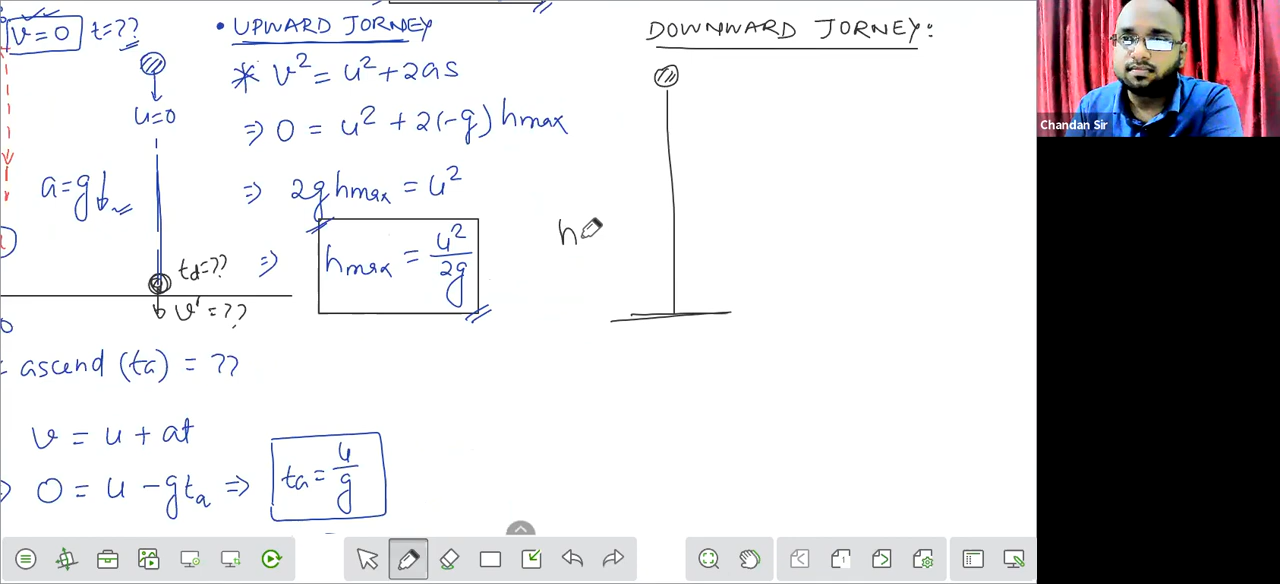 v=0 t=??
u=0
a=g↓
td=??
v'=??
• UPWARD JORNEY
* v² = u² + 2as
⇒ 0 = u² + 2(-g) hmax
⇒ 2g hmax = u²
⇒ hmax = u²/2g
= ascend (ta) = ??
v = u + at
0 = u - gta ⇒ ta = u/g
DOWNWARD JORNEY:
h
Chandan Sir
1